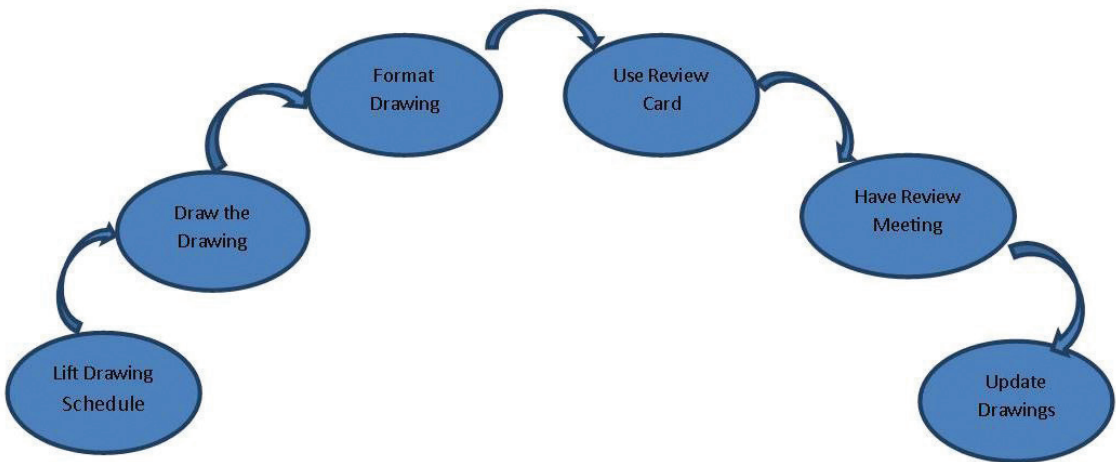 Format
Drawing
Use Review
Card
Draw the
Drawing
Have Review
Meeting
Lift Drawing
Schedule
Update
Drawings